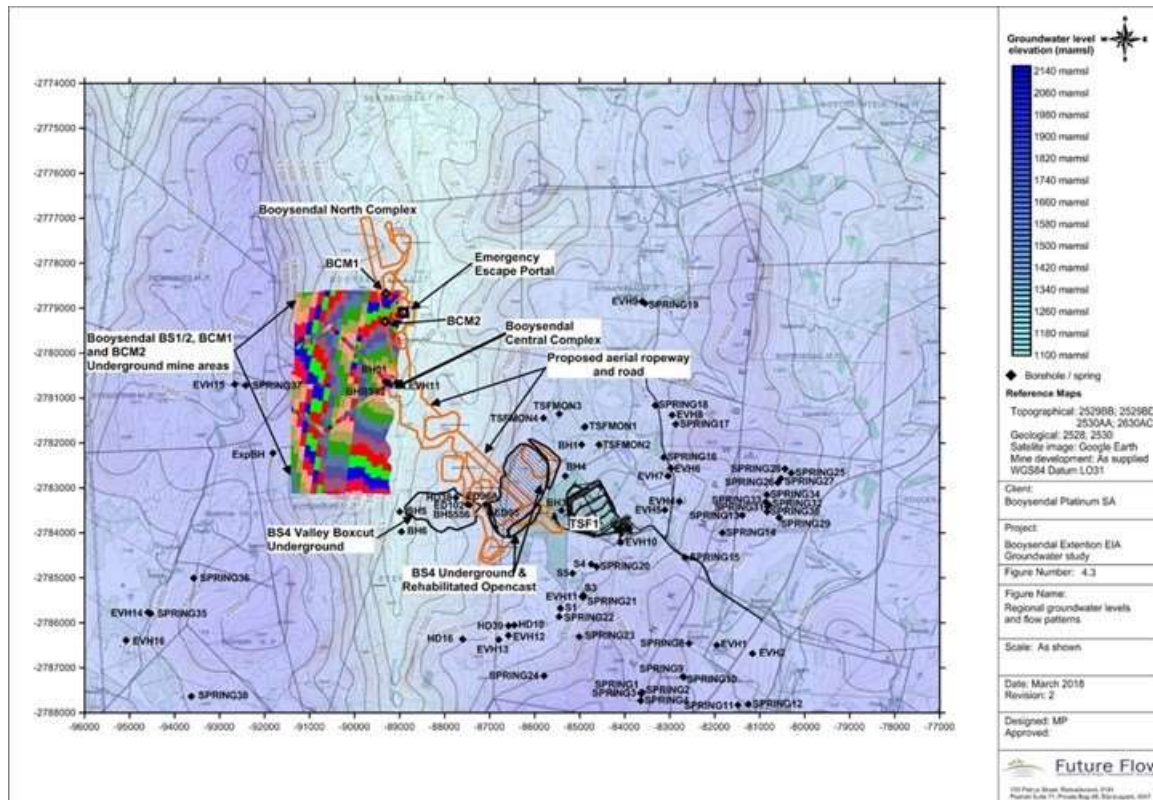 -2774000
-2775000
-2776000
-2777000
-2778000
-2779000
-2780000
-2781000
-2782000
-2783000
-2784000
-2785000
-2786000
-2787000
-2788000
-96000
-95000
-94000
-93000
-92000
-91000
-90000
-89000
-88000
-87000
-86000
-85000
-84000
-83000
-82000
-81000
-80000
-79000
-78000
-77000
Booysendal North Complex
BCM1
Emergency
Escape Portal
BCM2
Booysendal
Central Complex
Booysendal BS1/2, BCM1
and BCM2
Underground mine areas
Proposed aerial ropeway
and road
SPRING19
EVH15
SPRING37
EVH11
ExpBH
TSFMON3
TSFMON4
TSFMON1
TSFMON2
BH1
BH4
SPRING18
EVH8
SPRING17
SPRING16
EVH6
EVH7
EVH4
EVH5
SPRING25
SPRING27
SPRING34
SPRING29
SPRING14
SPRING15
BH5
BH6
TSF1
EVH10
BS4 Valley Boxcut
Underground
BS4 Underground &
Rehabilitated Opencast
S4
SPRING20
S5
S3
EVH11
SPRING21
S1
SPRING22
HD39
HD10
EVH12
HD16
EVH13
SPRING23
SPRING24
SPRING36
EVH14
SPRING35
EVH16
EVH1
EVH2
SPRING9
SPRING10
SPRING1
SPRING2
SPRING3
SPRING4
SPRING11
SPRING12
Groundwater level
elevation (mamsl)
2140 mamsl
2060 mamsl
1980 mamsl
1900 mamsl
1820 mamsl
1740 mamsl
1660 mamsl
1580 mamsl
1500 mamsl
1420 mamsl
1340 mamsl
1260 mamsl
1180 mamsl
1100 mamsl
Borehole / spring
Reference Maps
Topographical: 2529BB; 2529BD
2530AA; 2630AC
Geological: 2528, 2530
Satelite image: Google Earth
Mine development: As supplied
WGS84 Datum LO31
Client:
Booysendal Platinum SA
Project:
Booysendal Extention EIA
Groundwater study
Figure Number: 4.3
Figure Name:
Regional groundwater levels
and flow patterns
Scale: As shown
Date: March 2018
Revision: 2
Designed: MP
Approved:
Future Flow